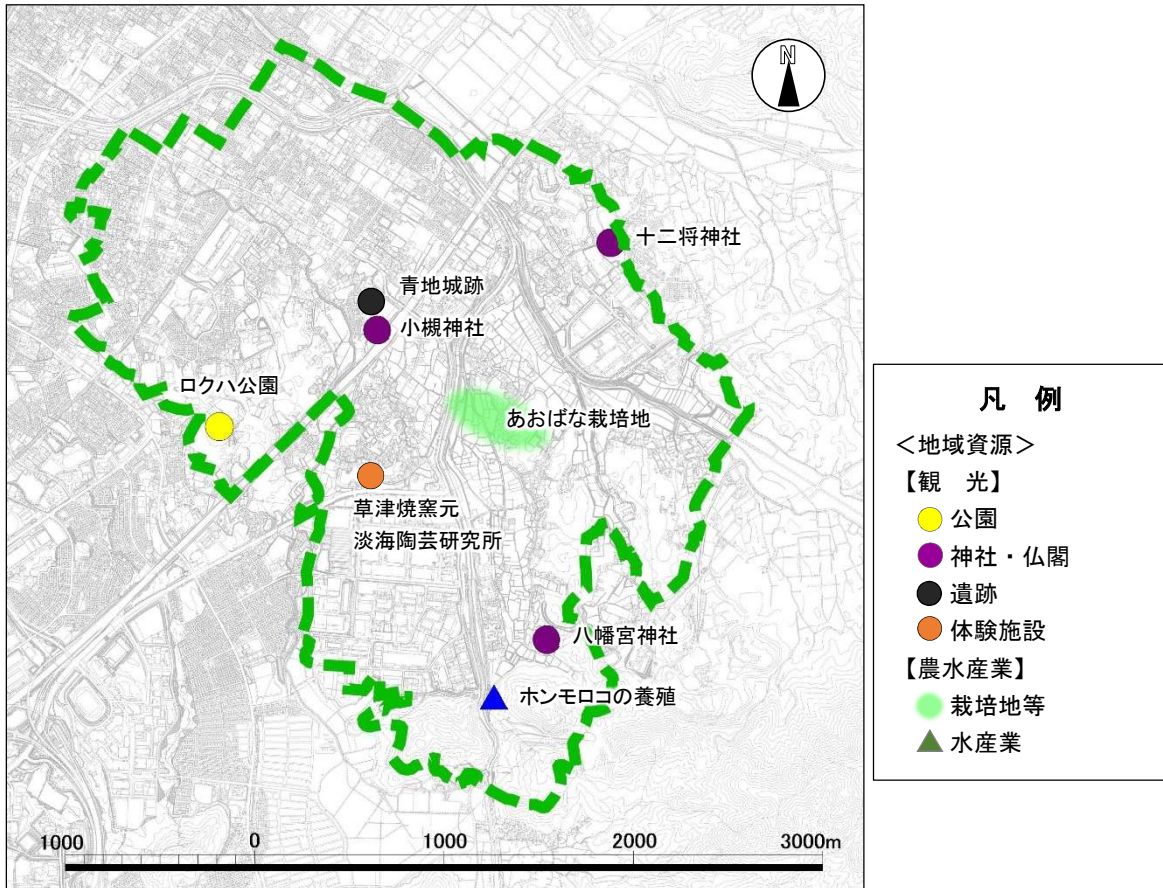 N
十二将神社
青地城跡
小槻神社
ロクハ公園
あおばな栽培地
草津焼窯元
淡海陶芸研究所
八幡宮神社
ホンモロコの養殖
1000 0 1000 2000 3000m
凡 例
＜地域資源＞
【観 光】
公園
神社・仏閣
遺跡
体験施設
【農水産業】
栽培地等
水産業